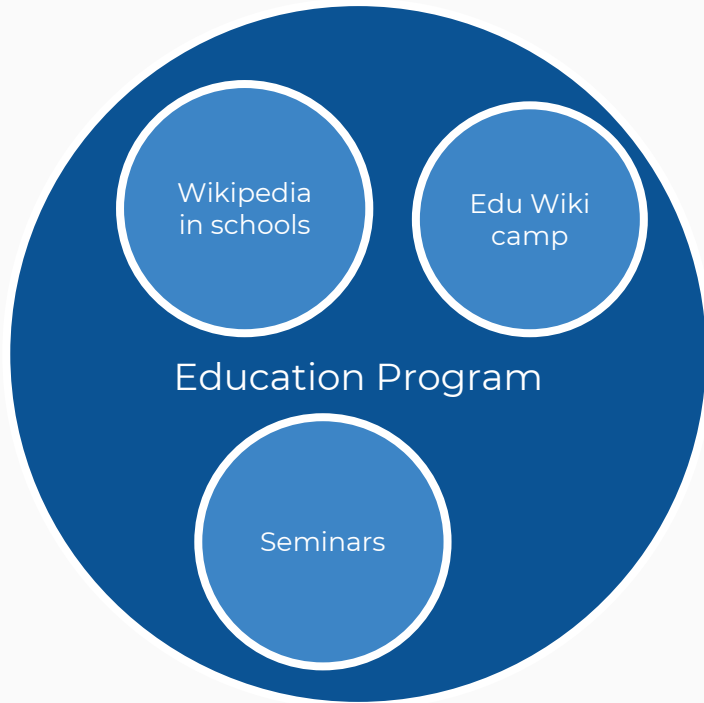 Wikipedia
in schools
Edu Wiki
camp
Education Program
Seminars